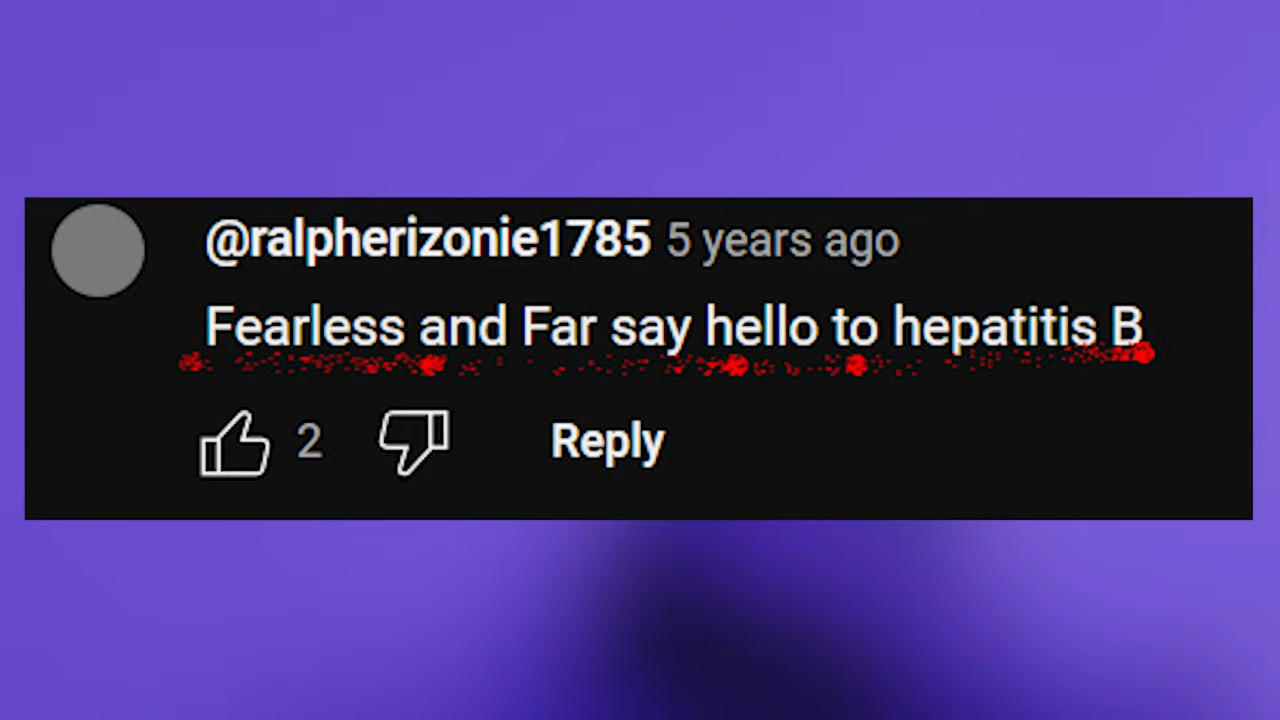 @ralpherizonie1785 5 years ago
Fearless and Far say hello to hepatitis B
2 Reply